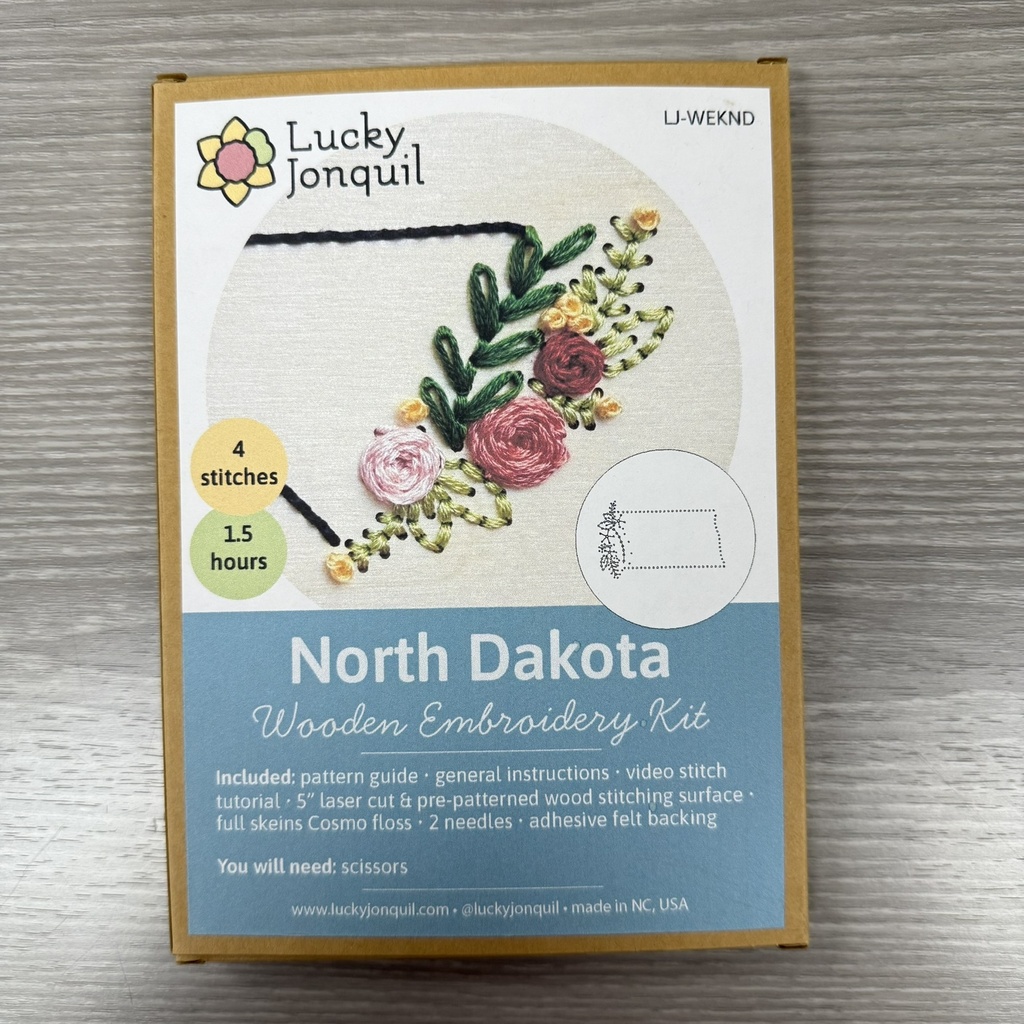 Lucky
Jonquil
LJ-WEKND
4
stitches
1.5
hours
North Dakota
Wooden Embroidery Kit
Included: pattern guide • general instructions • video stitch
tutorial • 5" laser cut & pre-patterned wood stitching surface •
full skeins Cosmo floss • 2 needles • adhesive felt backing
You will need: scissors
www.luckyjonquil.com • @luckyjonquil • made in NC, USA